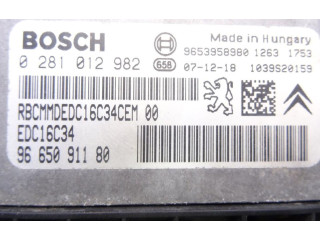 BOSCH
Made in Hungary
9653958980 1263 1753
0 281 012 982
658
07-12-18 1039S20159
RBCMMDEDC16C34CEM 00
EDC16C34
96 650 911 80